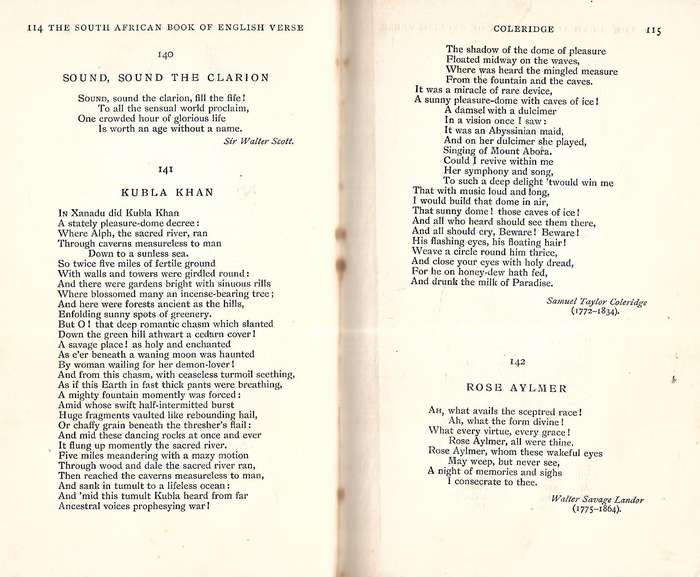 114 THE SOUTH AFRICAN BOOK OF ENGLISH VERSE
140
SOUND, SOUND THE CLARION
SOUND, sound the clarion, fill the fife!
To all the sensual world proclaim,
One crowded hour of glorious life
Is worth an age without a name.
Sir Walter Scott.
141
KUBLA KHAN
IN Xanadu did Kubla Khan
A stately pleasure-dome decree:
Where Alph, the sacred river, ran
Through caverns measureless to man
Down to a sunless sea.
So twice five miles of fertile ground
With walls and towers were girdled round:
And there were gardens bright with sinuous rills
Where blossomed many an incense-bearing tree;
And here were forests ancient as the hills,
Enfolding sunny spots of greenery.
But O! that deep romantic chasm which slanted
Down the green hill athwart a cedarn cover!
A savage place! as holy and enchanted
As e'er beneath a waning moon was haunted
By woman wailing for her demon-lover!
And from this chasm, with ceaseless turmoil seething,
As if this Earth in fast thick pants were breathing,
A mighty fountain momently was forced:
Amid whose swift half-intermitted burst
Huge fragments vaulted like rebounding hail,
Or chaffy grain beneath the thresher's flail:
And mid these dancing rocks at once and ever
It flung up momently the sacred river.
Five miles meandering with a mazy motion
Through wood and dale the sacred river ran,
Then reached the caverns measureless to man,
And sank in tumult to a lifeless ocean:
And 'mid this tumult Kubla heard from far
Ancestral voices prophesying war!
COLERIDGE 115
The shadow of the dome of pleasure
Floated midway on the waves,
Where was heard the mingled measure
From the fountain and the caves.
It was a miracle of rare device,
A sunny pleasure-dome with caves of ice!
A damsel with a dulcimer
In a vision once I saw:
It was an Abyssinian maid,
And on her dulcimer she played,
Singing of Mount Abora.
Could I revive within me
Her symphony and song,
To such a deep delight 'twould win me
That with music loud and long,
I would build that dome in air,
That sunny dome! those caves of ice!
And all who heard should see them there,
And all should cry, Beware! Beware!
His flashing eyes, his floating hair!
Weave a circle round him thrice,
And close your eyes with holy dread,
For he on honey-dew hath fed,
And drunk the milk of Paradise.
Samuel Taylor Coleridge
(1772-1834).
142
ROSE AYLMER
AH, what avails the sceptred race!
Ah, what the form divine!
What every virtue, every grace!
Rose Aylmer, all were thine.
Rose Aylmer, whom these wakeful eyes
May weep, but never see,
A night of memories and sighs
I consecrate to thee.
Walter Savage Landor
(1775-1864).